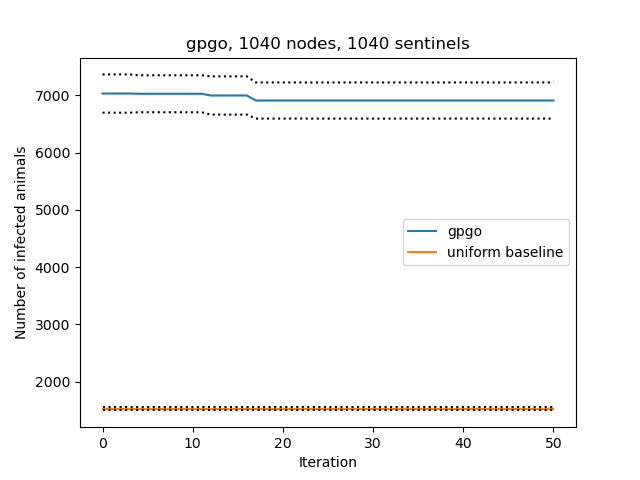 gpgo, 1040 nodes, 1040 sentinels
Number of infected animals
7000
6000
5000
4000
3000
2000
gpgo
uniform baseline
0 10 20 30 40 50
Iteration